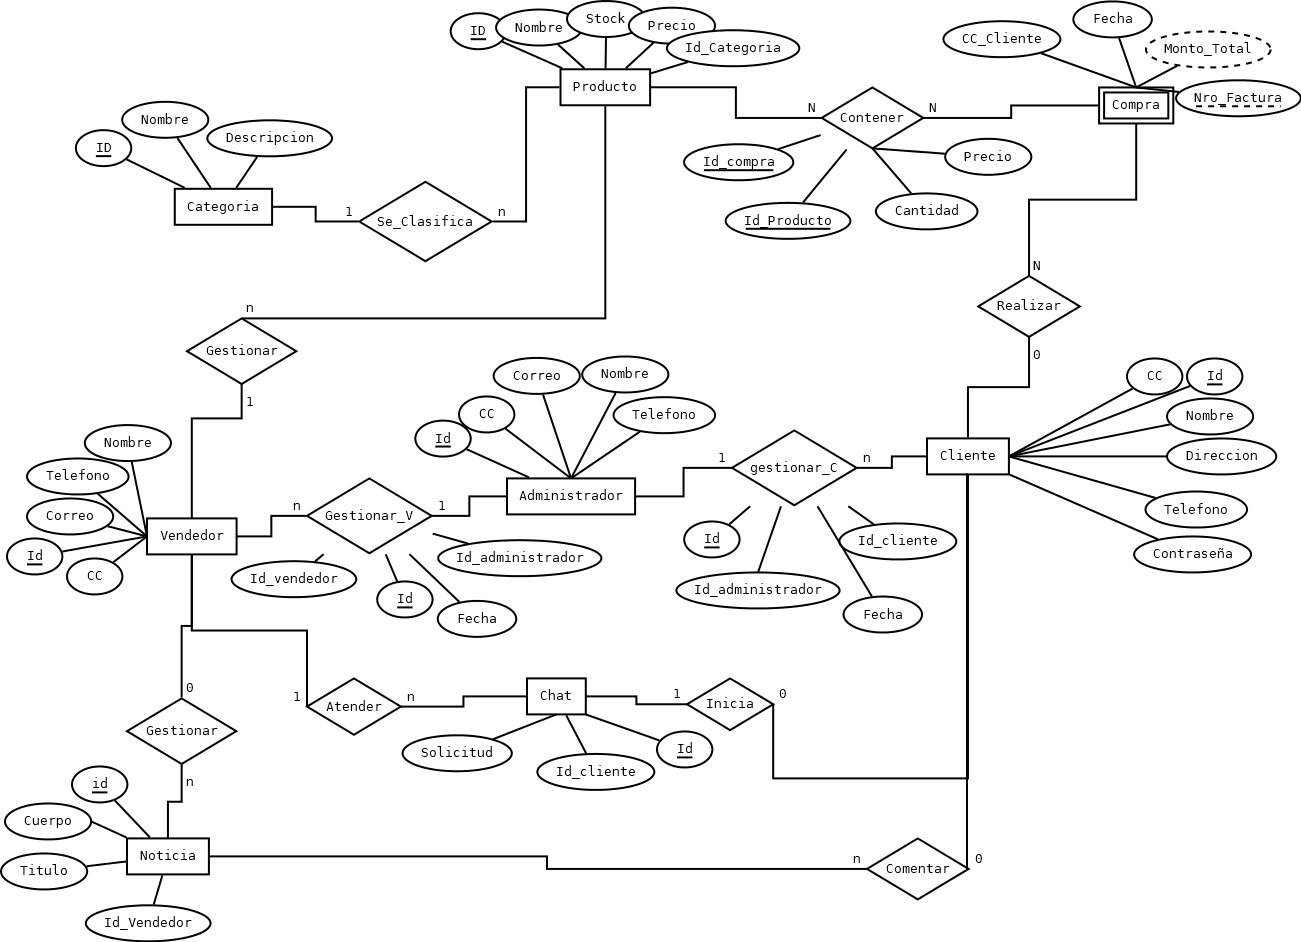 ID
Nombre
Stock
Precio
Id_Categoria
Producto
CC_Cliente
Fecha
Monto_Total
Nro_Factura
Compra
N
Contener
N
Id_compra
Id_Producto
Cantidad
Precio
ID
Nombre
Descripcion
Categoria
1
Se_Clasifica
n
N
Realizar
0
n
Gestionar
1
Nombre
Telefono
Correo
Id
CC
Vendedor
n
Gestionar_V
1
Id_vendedor
Id
Fecha
Id_administrador
Id
CC
Correo
Nombre
Telefono
Administrador
1
gestionar_C
n
Id
Id_administrador
Fecha
Id_cliente
Cliente
CC
Id
Nombre
Direccion
Telefono
Contraseña
0
Gestionar
n
1
Atender
n
Chat
1
Inicia
0
Solicitud
Id_cliente
Id
id
Cuerpo
Titulo
Id_Vendedor
Noticia
n
Comentar
0